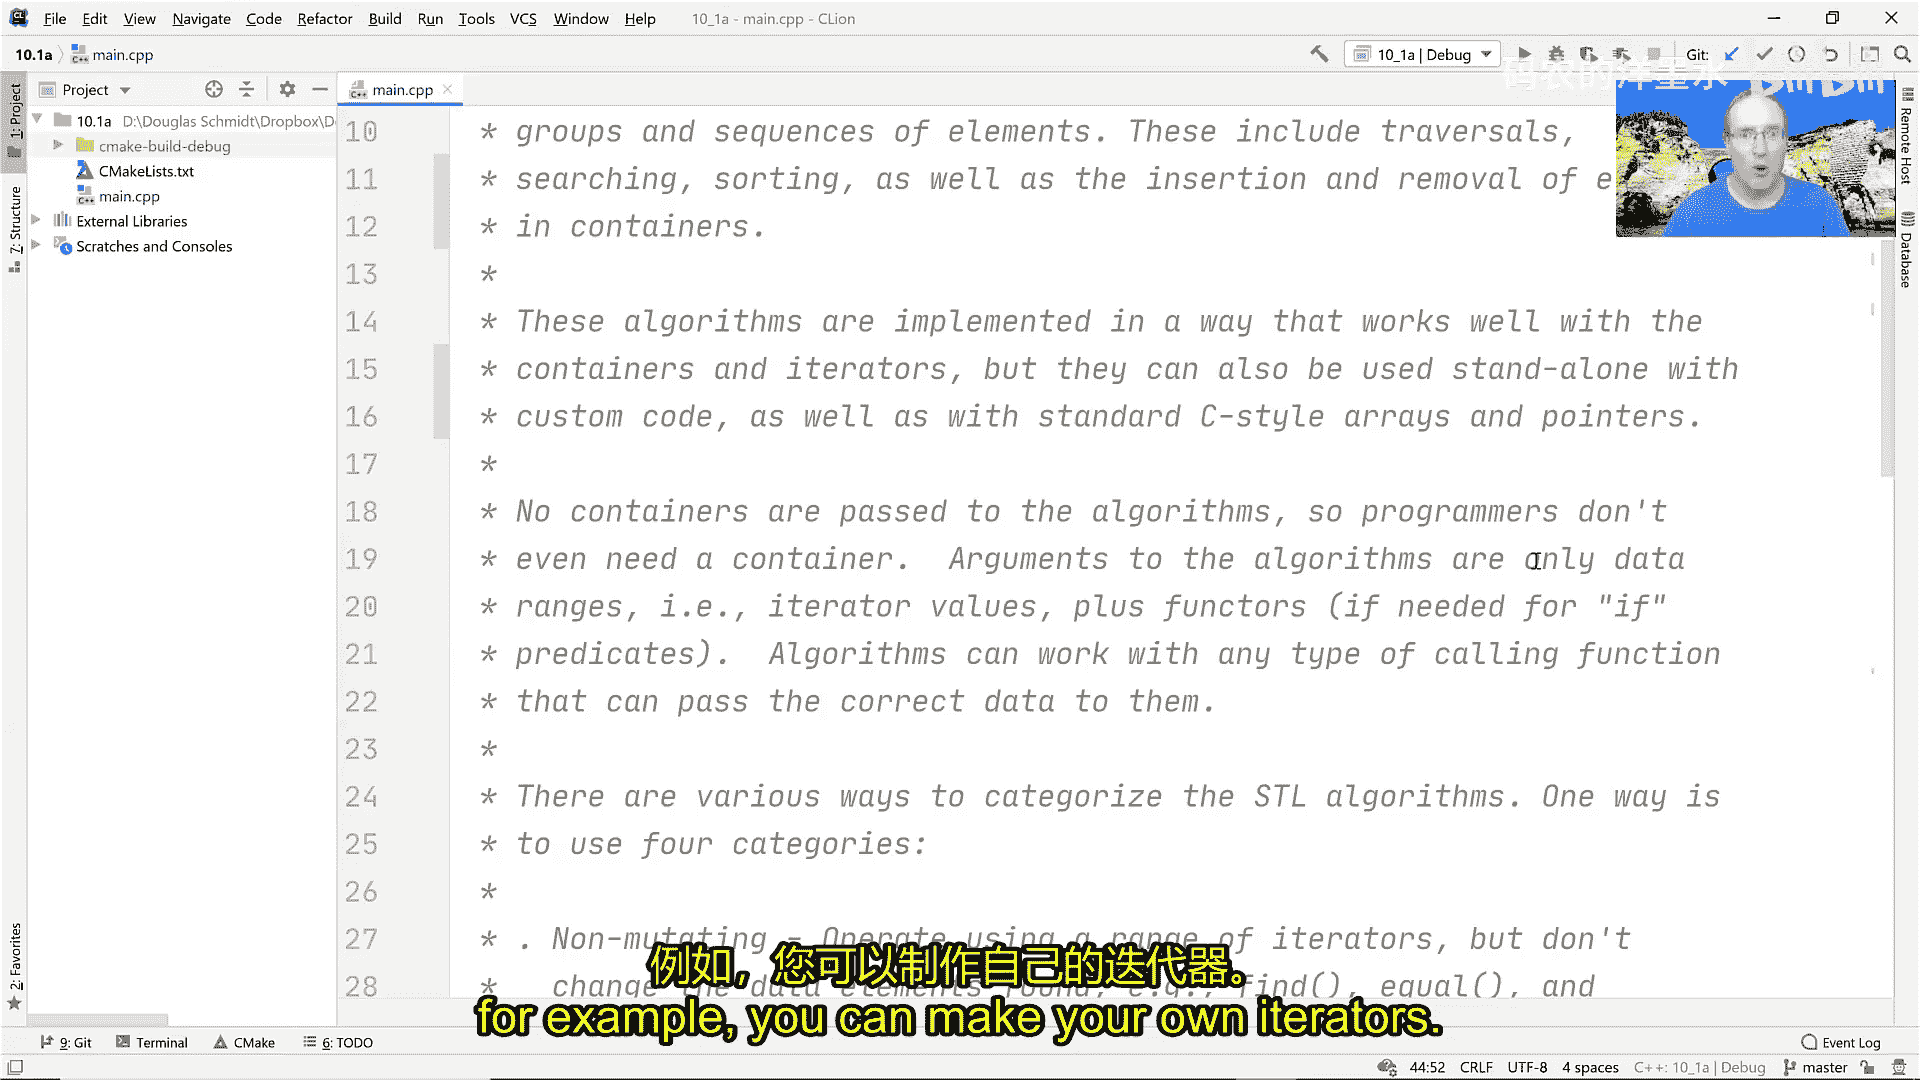 File Edit View Navigate Code Refactor Build Run Tools VCS Window Help 10_1a - main.cpp - CLion
10.1a main.cpp 10_1a | Debug Git:
1: Project
Project
main.cpp
10.1a D:\Douglas Schmidt\Dropbox\D
cmake-build-debug
CMakeLists.txt
main.cpp
External Libraries
Scratches and Consoles
7: Structure
2: Favorites
Remote Host
Database
10 * groups and sequences of elements. These include traversals,
11 * searching, sorting, as well as the insertion and removal of e
12 * in containers.
13 *
14 * These algorithms are implemented in a way that works well with the
15 * containers and iterators, but they can also be used stand-alone with
16 * custom code, as well as with standard C-style arrays and pointers.
17 *
18 * No containers are passed to the algorithms, so programmers don't
19 * even need a container. Arguments to the algorithms are only data
20 * ranges, i.e., iterator values, plus functors (if needed for "if"
21 * predicates). Algorithms can work with any type of calling function
22 * that can pass the correct data to them.
23 *
24 * There are various ways to categorize the STL algorithms. One way is
25 * to use four categories:
26 *
27 * . Non-mutating - Operate using a range of iterators, but don't
28 * change the data elements found, e.g., find(), equal(), and
例如，您可以制作自己的迭代器。
for example, you can make your own iterators.
9: Git Terminal CMake 6: TODO Event Log
44:52 CRLF UTF-8 4 spaces C++: 10_1a | Debug master